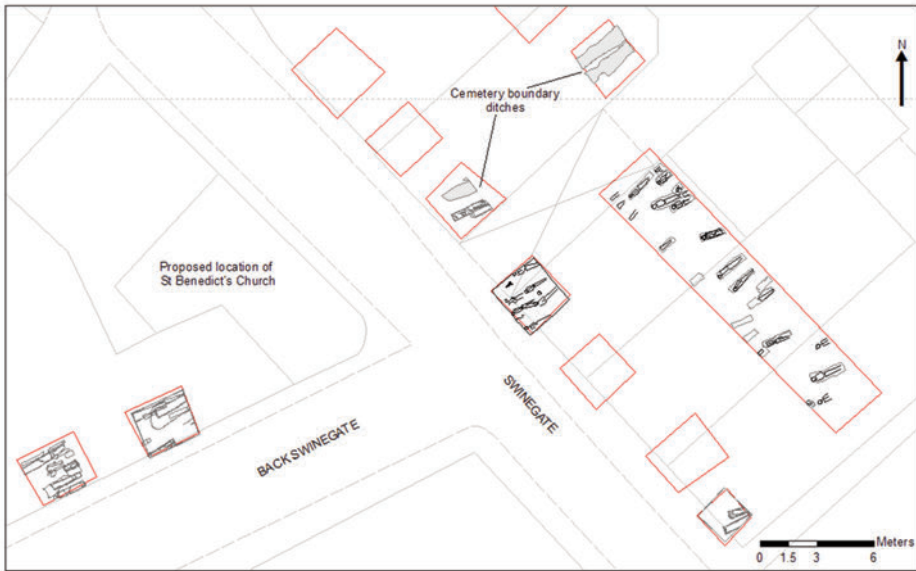 N
Cemetery boundary
ditches
Proposed location of
St Benedict's Church
SWINEGATE
BACK SWINEGATE
Meters
0 1.5 3 6